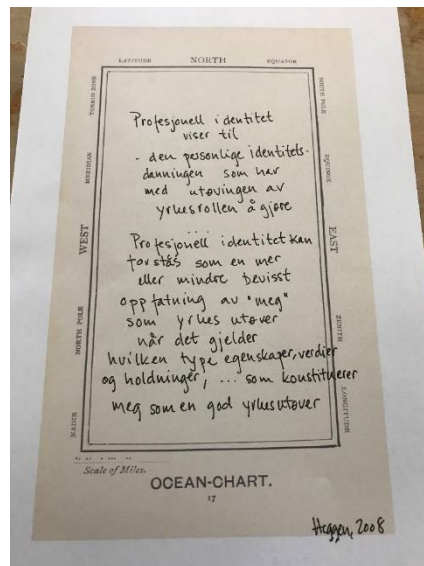 LATITUDE NORTH EQUATOR
TORRID ZONE
MERIDIAN
WEST
NORTH POLE
NADIR
SOUTH POLE
EQUINOX
EAST
ZENITH
LONGITUDE
Profesjonell identitet
viser til
- den personlige identitets-
danningen som har
med utøvingen av
yrkesrollen å gjøre
...
Profesjonell identitet kan
forstås som en mer
eller mindre bevisst
oppfatning av "meg"
som yrkes utøver
når det gjelder
hvilken type egenskaper, verdier
og holdninger, ... som konstituerer
meg som en god yrkesutøver
Scale of Miles.
OCEAN-CHART.
17
Heggen, 2008